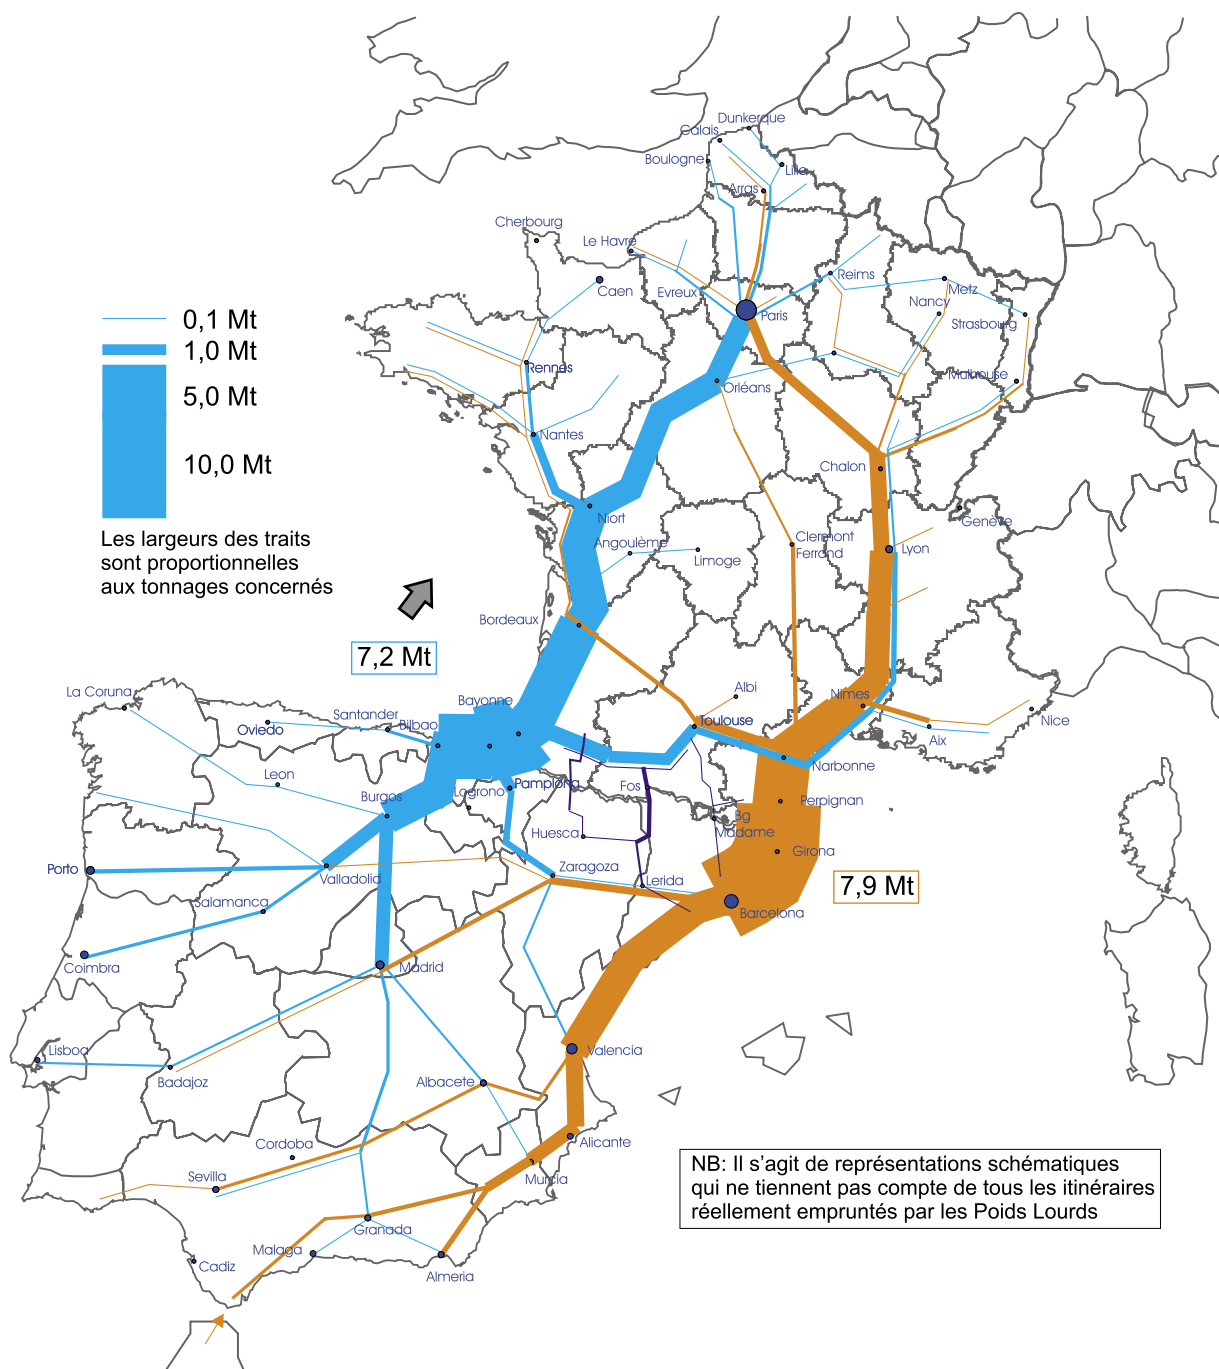 Dunkerque
Calais
Boulogne
Lille
Arras
Cherbourg
Le Havre
Caen
Evreux
Reims
Metz
Nancy
Paris
Strasbourg
0,1 Mt
1,0 Mt
5,0 Mt
10,0 Mt
Les largeurs des traits
sont proportionnelles
aux tonnages concernés
Rennes
Orléans
Mulhouse
Nantes
Chalon
Niort
Genève
Angoulème
Limoge
Clermont
Ferrand
Lyon
Bordeaux
7,2 Mt
La Coruna
Oviedo
Santander
Bilbao
Bayonne
Albi
Toulouse
Nimes
Aix
Nice
Narbonne
Leon
Burgos
Logrono
Pamplona
Fos
Perpignan
Bg
Madame
Huesca
Girona
Porto
Valladolid
Zaragoza
Lerida
7,9 Mt
Salamanca
Barcelona
Coimbra
Madrid
Lisboa
Badajoz
Valencia
Albacete
Cordoba
Alicante
Sevilla
Murcia
NB: Il s’agit de représentations schématiques
qui ne tiennent pas compte de tous les itinéraires
réellement empruntés par les Poids Lourds
Granada
Malaga
Cadiz
Almeria